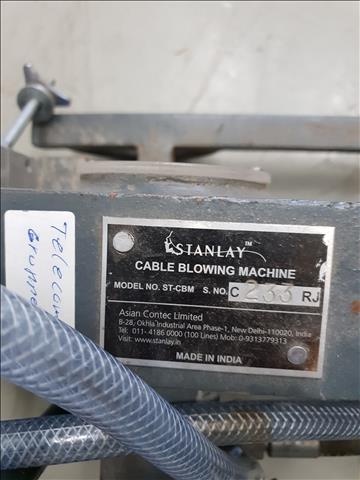 STANLAY™
CABLE BLOWING MACHINE
MODEL NO. ST-CBM S. NO. C 233 RJ
Asian Contec Limited
B-28, Okhla Industrial Area Phase-1, New Delhi-110020, India
Tel: 011- 4186 0000 (100 Lines) Mob: 0-9313779313
Visit: www.stanlay.in
MADE IN INDIA
Telecom